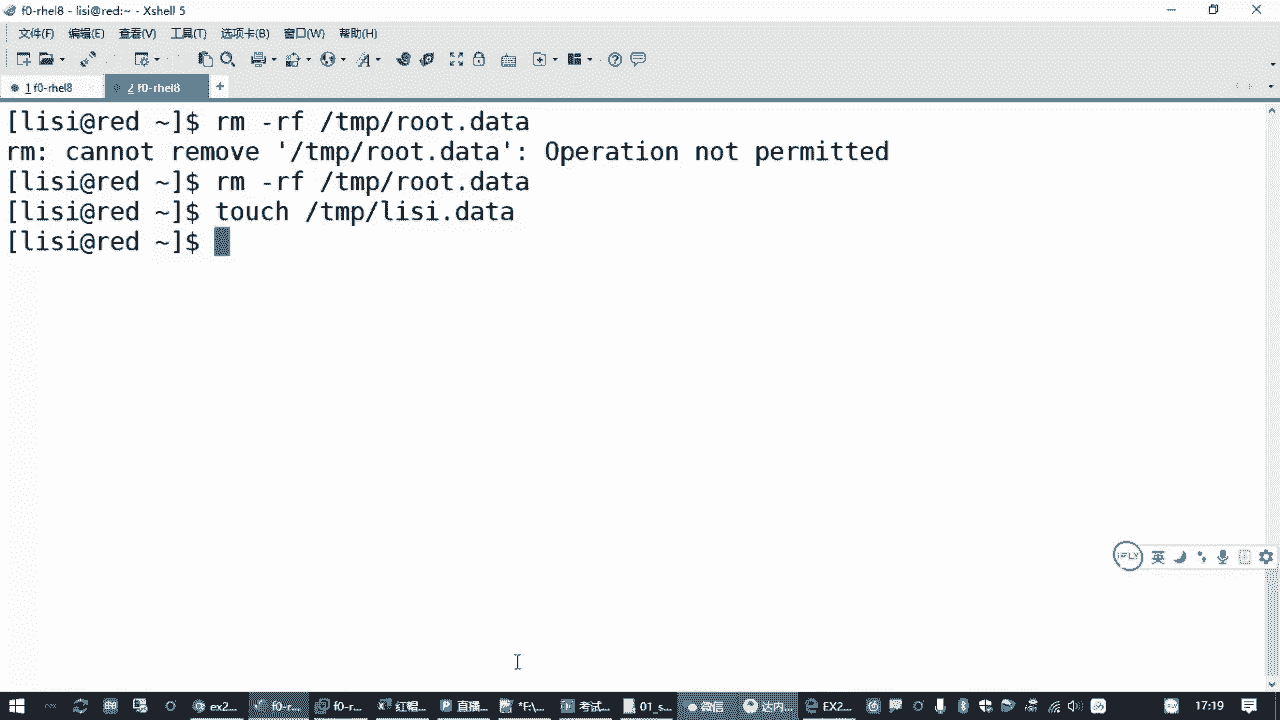 f0-rhel8 - lisi@red:~ - Xshell 5
文件(F) 编辑(E) 查看(V) 工具(T) 选项卡(B) 窗口(W) 帮助(H)
1 f0-rhel8 2 f0-rhel8 +
[lisi@red ~]$ rm -rf /tmp/root.data
rm: cannot remove '/tmp/root.data': Operation not permitted
[lisi@red ~]$ rm -rf /tmp/root.data
[lisi@red ~]$ touch /tmp/lisi.data
[lisi@red ~]$
iFLY 英
ex2... f0-r... f0-r... 红帽... 直播... *F:\... 考试... 01_s... 微信 达内... EX2... 17:19